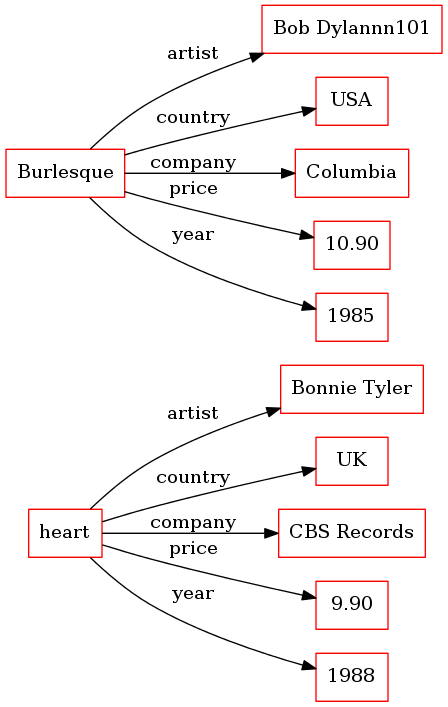 Bob Dylannn101
artist
USA
country
Burlesque
company
Columbia
price
10.90
year
1985
Bonnie Tyler
artist
UK
country
heart
company
CBS Records
price
9.90
year
1988